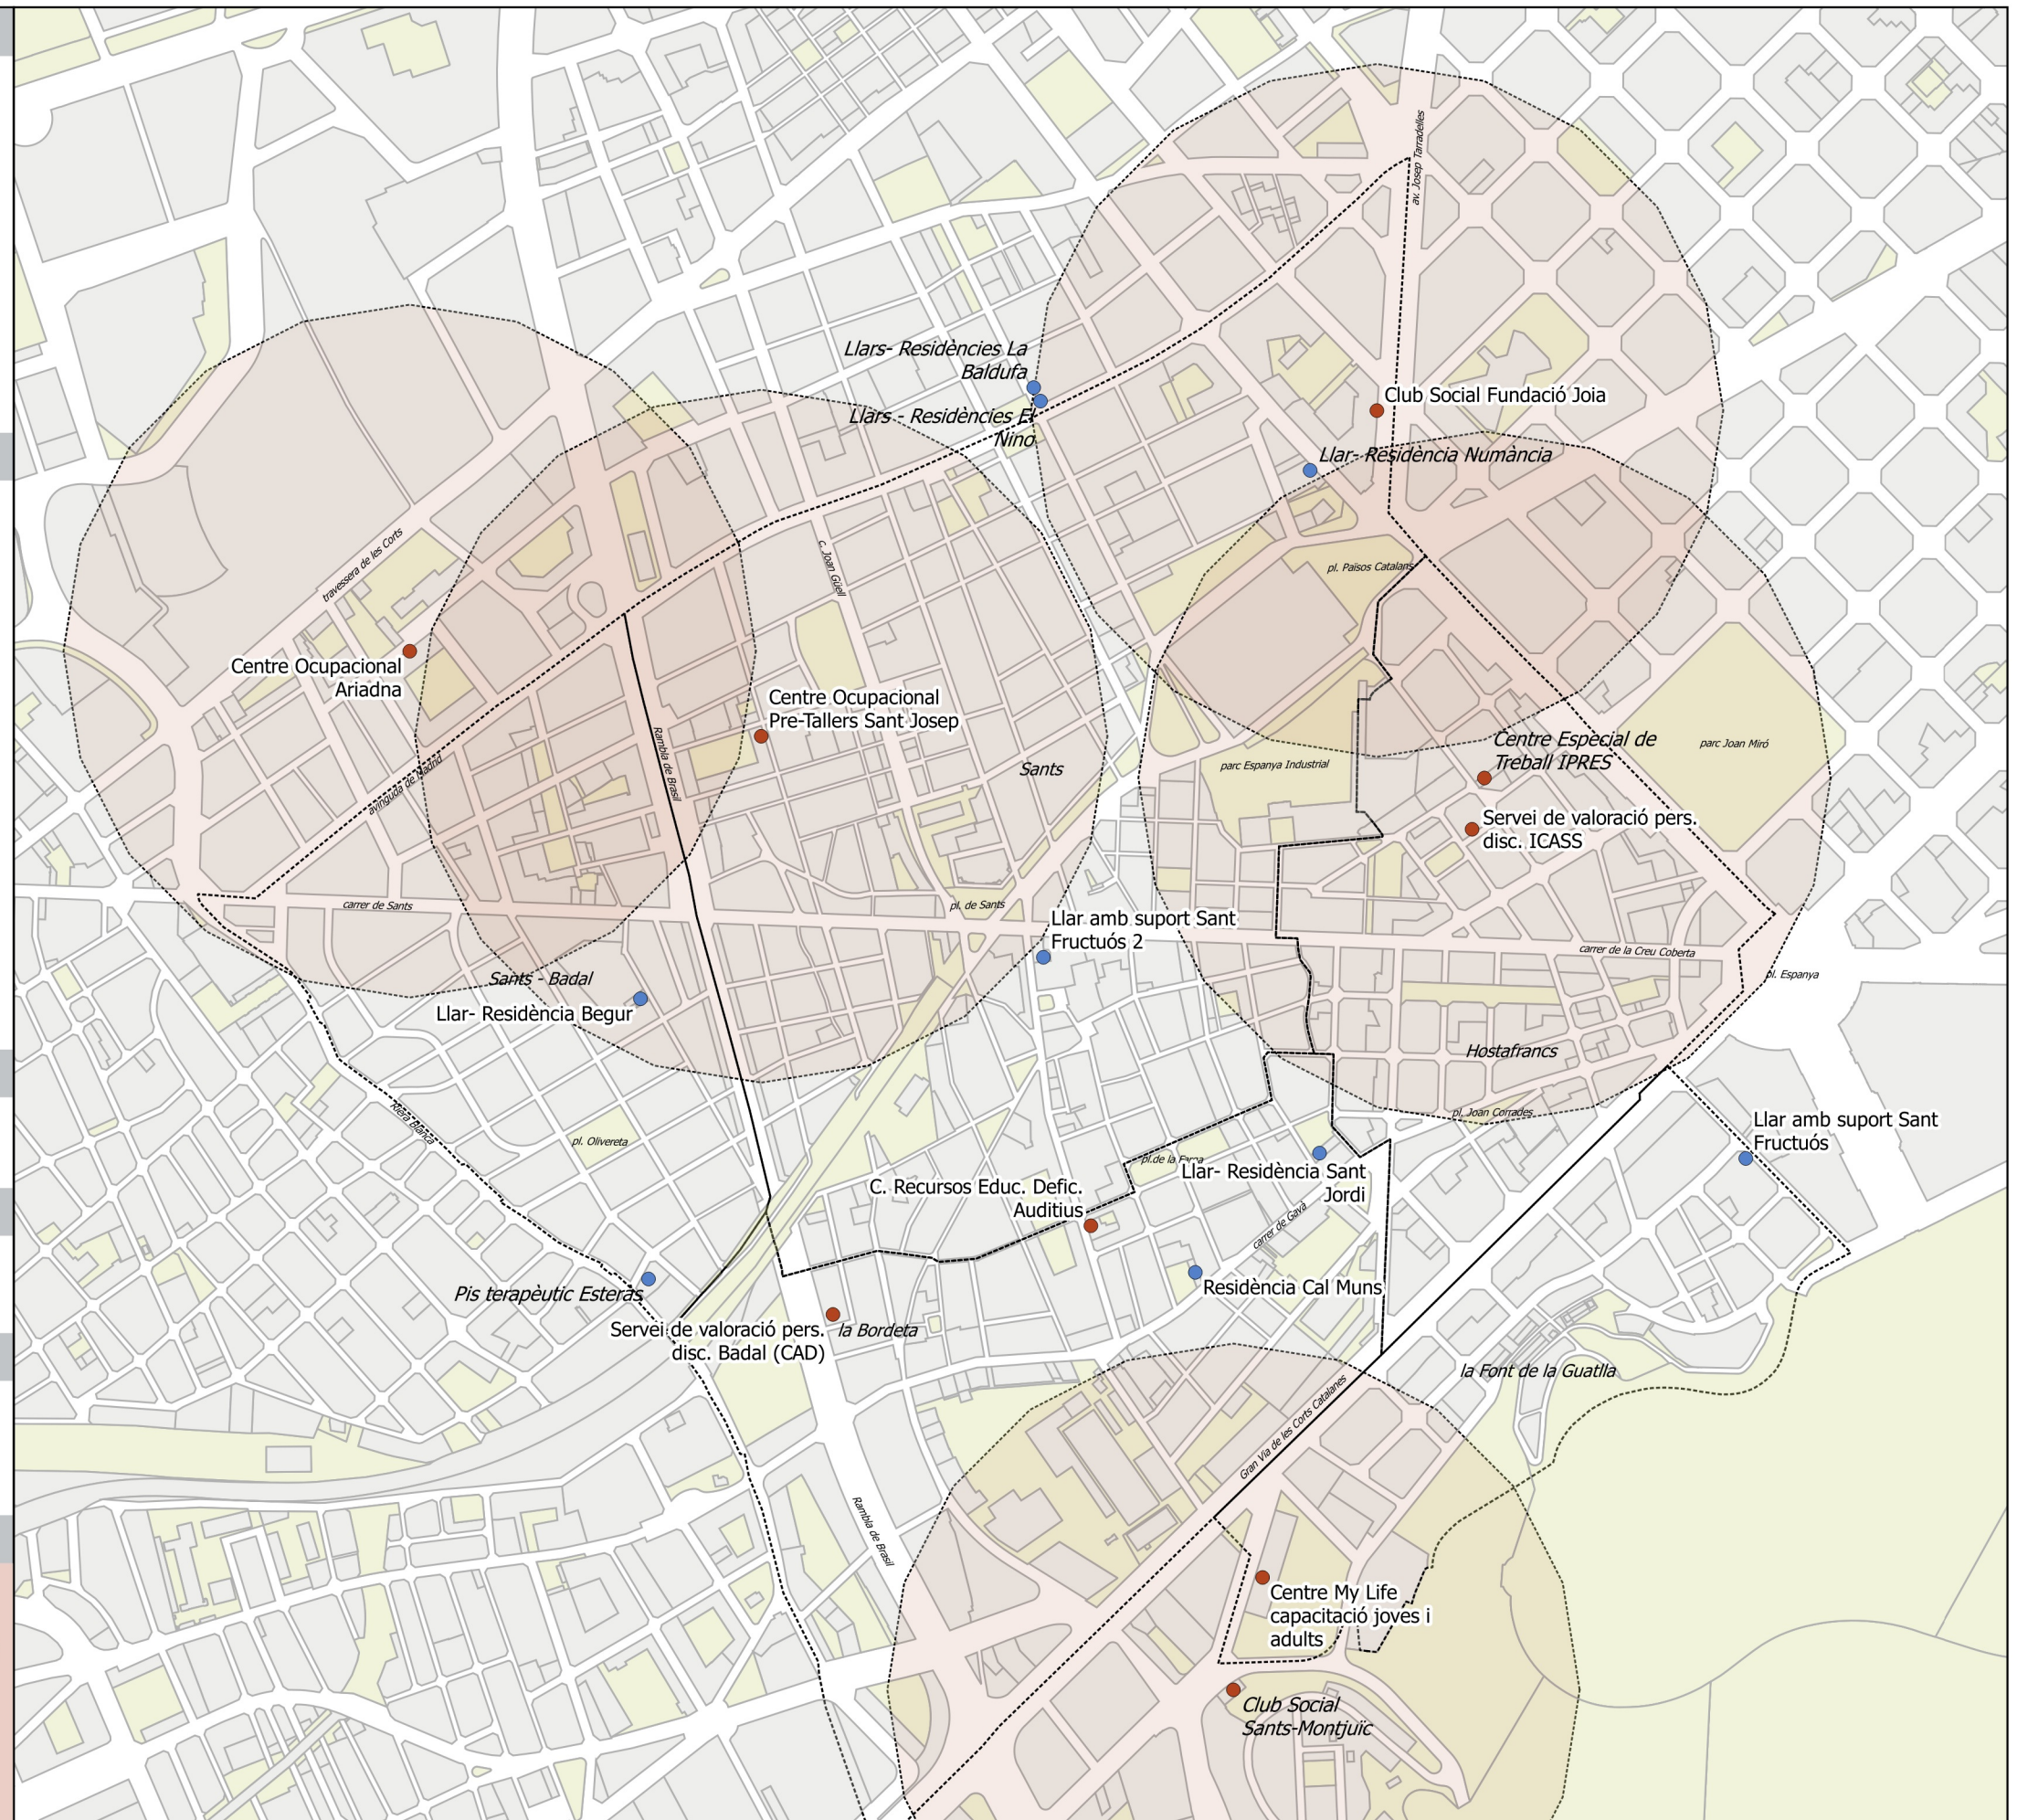 av. Josep Tarradelles
Llars- Residències La
Baldufa
Llars - Residències El
Nino
Club Social Fundació Joia
Llar- Residència Numància
travessera de les Corts
c. Joan Güell
pl. Països Catalans
Centre Ocupacional
Ariadna
Centre Ocupacional
Pre-Tallers Sant Josep
Rambla de Brasil
avinguda de Madrid
Sants
parc Espanya Industrial
Centre Especial de
Treball IPRES
parc Joan Miró
Servei de valoració pers.
disc. ICASS
carrer de Sants
pl. de Sants
Llar amb suport Sant
Fructuós 2
carrer de la Creu Coberta
pl. Espanya
Sants - Badal
Llar- Residència Begur
Hostafrancs
Riera Blanca
pl. Olivereta
pl. Joan Corrades
Llar amb suport Sant
Fructuós
pl.de la Farga
Llar- Residència Sant
Jordi
C. Recursos Educ. Defic.
Auditius
carrer de Gavà
Pis terapèutic Esteras
Residència Cal Muns
Servei de valoració pers.
disc. Badal (CAD)
la Bordeta
la Font de la Guatlla
Gran Via de les Corts Catalanes
Rambla de Brasil
Centre My Life
capacitació joves i
adults
Club Social
Sants-Montjuïc